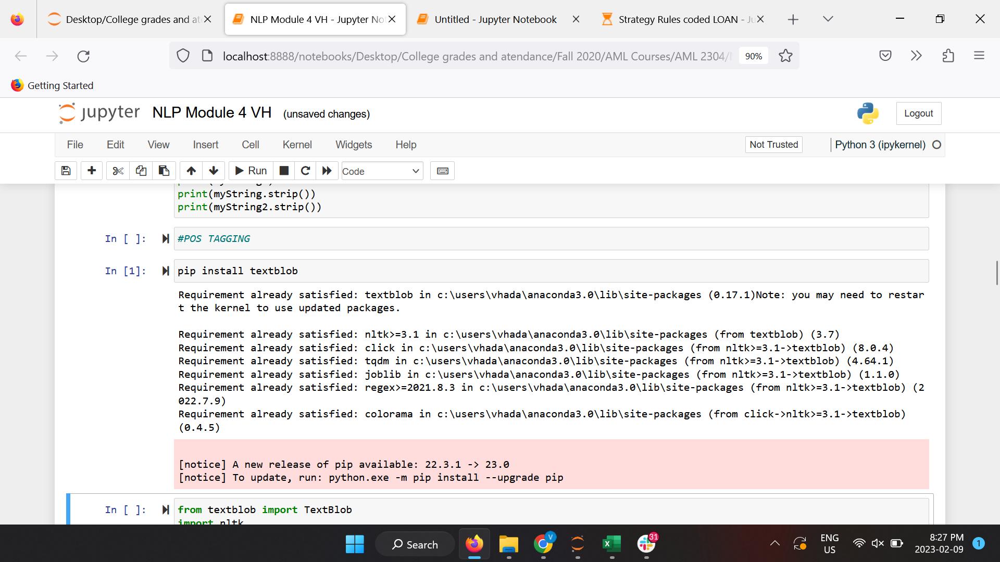 Desktop/College grades and at
NLP Module 4 VH - Jupyter No
Untitled - Jupyter Notebook
Strategy Rules coded LOAN - Ju
localhost:8888/notebooks/Desktop/College grades and atendance/Fall 2020/AML Courses/AML 2304/
90%
Getting Started
jupyter NLP Module 4 VH (unsaved changes)
Logout
File Edit View Insert Cell Kernel Widgets Help
Not Trusted
Python 3 (ipykernel)
Run
Code
print(myString.strip())
print(myString2.strip())
In [ ]: #POS TAGGING
In [1]: pip install textblob
Requirement already satisfied: textblob in c:\users\vhada\anaconda3.0\lib\site-packages (0.17.1)Note: you may need to restar
t the kernel to use updated packages.
Requirement already satisfied: nltk>=3.1 in c:\users\vhada\anaconda3.0\lib\site-packages (from textblob) (3.7)
Requirement already satisfied: click in c:\users\vhada\anaconda3.0\lib\site-packages (from nltk>=3.1->textblob) (8.0.4)
Requirement already satisfied: tqdm in c:\users\vhada\anaconda3.0\lib\site-packages (from nltk>=3.1->textblob) (4.64.1)
Requirement already satisfied: joblib in c:\users\vhada\anaconda3.0\lib\site-packages (from nltk>=3.1->textblob) (1.1.0)
Requirement already satisfied: regex>=2021.8.3 in c:\users\vhada\anaconda3.0\lib\site-packages (from nltk>=3.1->textblob) (2
022.7.9)
Requirement already satisfied: colorama in c:\users\vhada\anaconda3.0\lib\site-packages (from click->nltk>=3.1->textblob)
(0.4.5)
[notice] A new release of pip available: 22.3.1 -> 23.0
[notice] To update, run: python.exe -m pip install --upgrade pip
In [ ]: from textblob import TextBlob
import nltk
Search
V
31
ENG
US
8:27 PM
2023-02-09
1